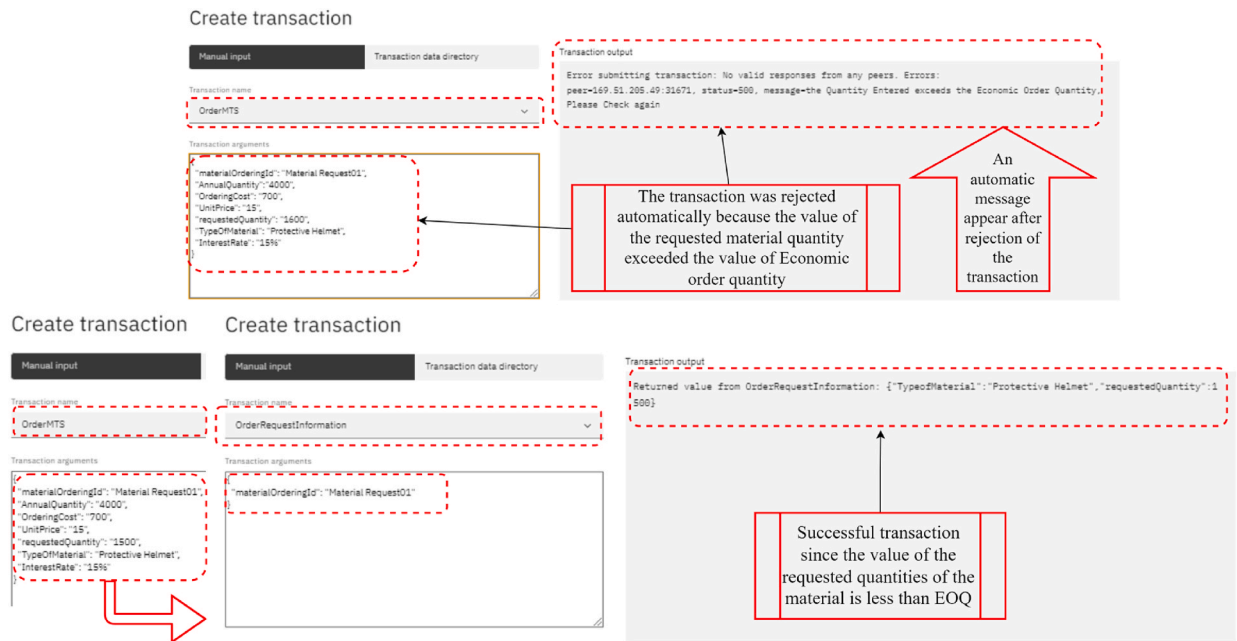 Create transaction
Manual input
Transaction data directory
Transaction name
OrderMTS
Transaction arguments
{
"materialOrderingId": "Material Request01",
"AnnualQuantity":"4000",
"OrderingCost": "700",
"UnitPrice": "15",
"requestedQuantity": "1600",
"TypeOfMaterial": "Protective Helmet",
"InterestRate": "15%"
}
Transaction output
Error submitting transaction: No valid responses from any peers. Errors:
peer=169.51.205.49:31671, status=500, message=the Quantity Entered exceeds the Economic Order Quantity,
Please Check again
The transaction was rejected
automatically because the value of
the requested material quantity
exceeded the value of Economic
order quantity
An
automatic
message
appear after
rejection of
the
transaction
Create transaction
Manual input
Transaction name
OrderMTS
Transaction arguments
{
"materialOrderingId": "Material Request01",
"AnnualQuantity": "4000",
"OrderingCost": "700",
"UnitPrice": "15",
"requestedQuantity": "1500",
"TypeOfMaterial": "Protective Helmet",
"InterestRate": "15%"
}
Create transaction
Manual input
Transaction data directory
Transaction name
OrderRequestInformation
Transaction arguments
{
"materialOrderingId": "Material Request01"
}
Transaction output
Returned value from OrderRequestInformation: {"TypeofMaterial":"Protective Helmet","requestedQuantity":1
500}
Successful transaction
since the value of the
requested quantities of the
material is less than EOQ